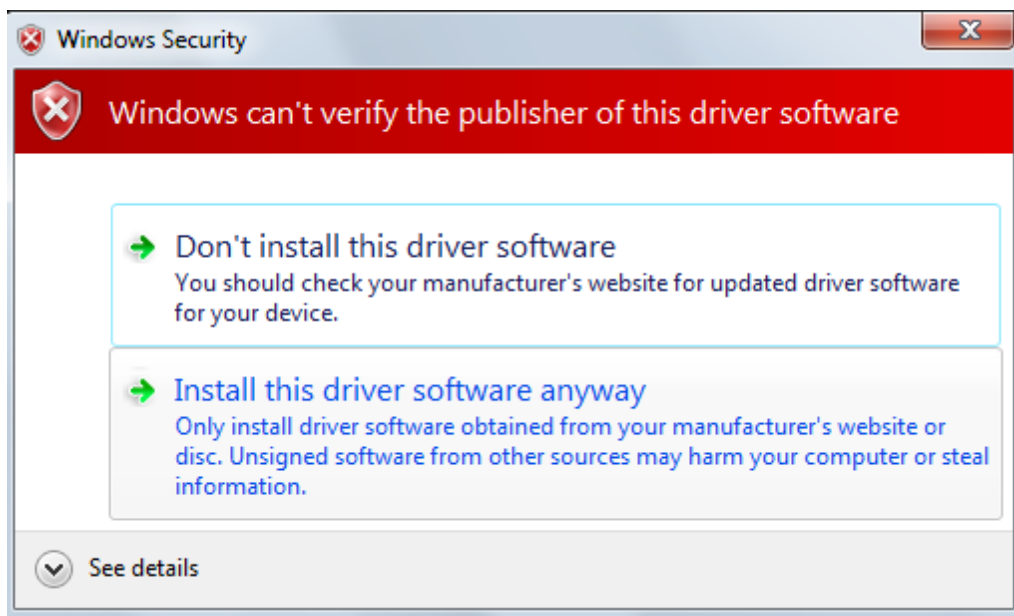 Windows Security
Windows can't verify the publisher of this driver software
Don't install this driver software
You should check your manufacturer's website for updated driver software
for your device.
Install this driver software anyway
Only install driver software obtained from your manufacturer's website or
disc. Unsigned software from other sources may harm your computer or steal
information.
See details